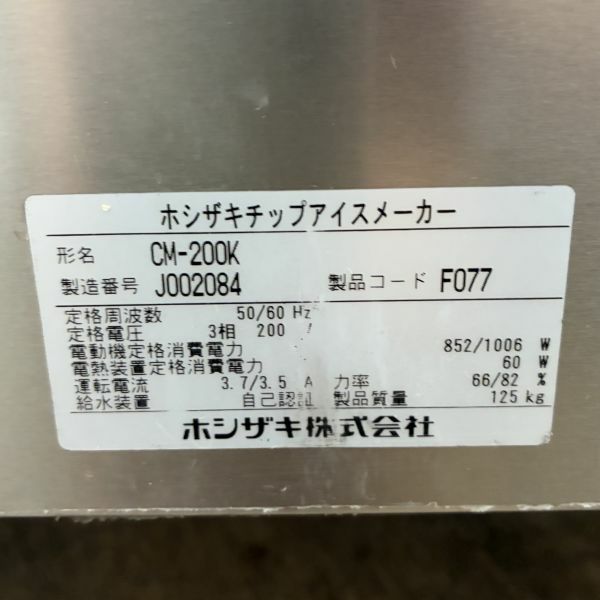 ホシザキチップアイスメーカー
形名 CM-200K
製造番号 J002084 製品コード F077
定格周波数 50/60 Hz
定格電圧 3相 200
電動機定格消費電力 852/1006 W
電熱装置定格消費電力 60 W
運転電流 3.7/3.5 A 力率 66/82 %
給水装置 自己認証 製品質量 125 kg
ホシザキ株式会社